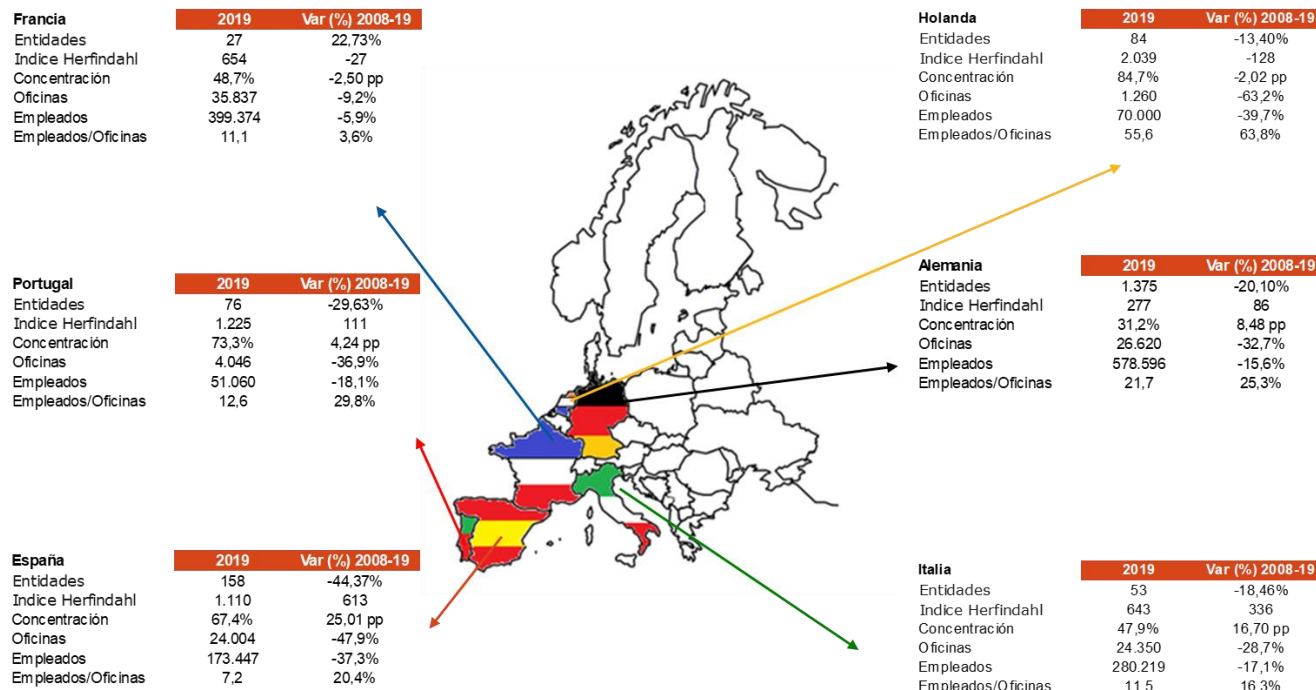 Francia 2019 Var (%) 2008-19
Entidades 27 22,73%
Indice Herfindahl 654 -27
Concentración 48,7% -2,50 pp
Oficinas 35.837 -9,2%
Empleados 399.374 -5,9%
Empleados/Oficinas 11,1 3,6%
Holanda 2019 Var (%) 2008-19
Entidades 84 -13,40%
Indice Herfindahl 2.039 -128
Concentración 84,7% -2,02 pp
Oficinas 1.260 -63,2%
Empleados 70.000 -39,7%
Empleados/Oficinas 55,6 63,8%
Portugal 2019 Var (%) 2008-19
Entidades 76 -29,63%
Indice Herfindahl 1.225 111
Concentración 73,3% 4,24 pp
Oficinas 4.046 -36,9%
Empleados 51.060 -18,1%
Empleados/Oficinas 12,6 29,8%
Alemania 2019 Var (%) 2008-19
Entidades 1.375 -20,10%
Indice Herfindahl 277 86
Concentración 31,2% 8,48 pp
Oficinas 26.620 -32,7%
Empleados 578.596 -15,6%
Empleados/Oficinas 21,7 25,3%
España 2019 Var (%) 2008-19
Entidades 158 -44,37%
Indice Herfindahl 1.110 613
Concentración 67,4% 25,01 pp
Oficinas 24.004 -47,9%
Empleados 173.447 -37,3%
Empleados/Oficinas 7,2 20,4%
Italia 2019 Var (%) 2008-19
Entidades 53 -18,46%
Indice Herfindahl 643 336
Concentración 47,9% 16,70 pp
Oficinas 24.350 -28,7%
Empleados 280.219 -17,1%
Empleados/Oficinas 11,5 16,3%